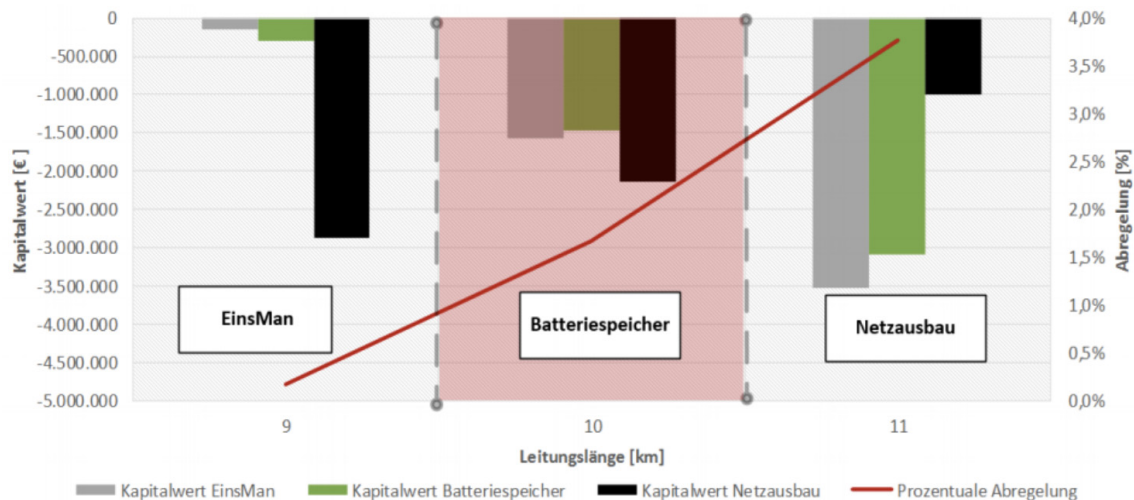 0
-500.000
-1.000.000
-1.500.000
-2.000.000
-2.500.000
-3.000.000
-3.500.000
-4.000.000
-4.500.000
-5.000.000
Kapitalwert [€ ]
EinsMan
Batteriespeicher
Netzausbau
4,0%
3,5%
3,0%
2,5%
2,0%
1,5%
1,0%
0,5%
0,0%
Abregelung [%]
9 10 11
Leitungslänge [km]
Kapitalwert EinsMan Kapitalwert Batteriespeicher Kapitalwert Netzausbau Prozentuale Abregelung